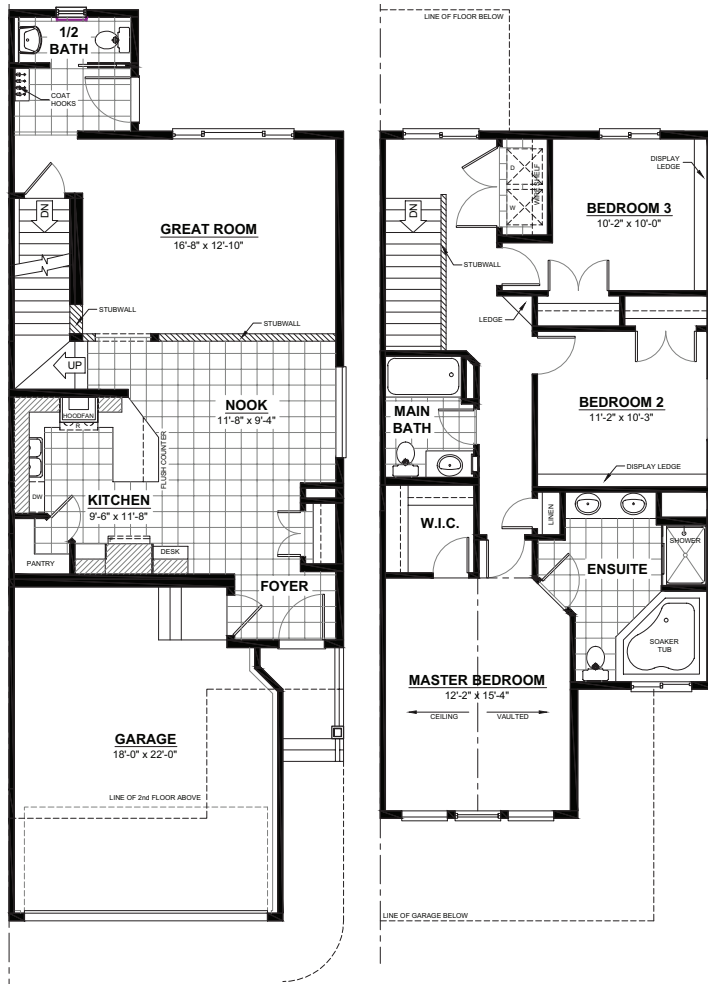 1/2
BATH
COAT
HOOKS
DN
GREAT ROOM
16'-8" x 12'-10"
STUBWALL
STUBWALL
UP
NOOK
11'-8" x 9'-4"
HOODFAN
R
FLUSH COUNTER
DW
KITCHEN
9'-6" x 11'-8"
PANTRY
DESK
FOYER
GARAGE
18'-0" x 22'-0"
LINE OF 2nd FLOOR ABOVE
LINE OF FLOOR BELOW
D
W
WIRE SHELF
DISPLAY
LEDGE
BEDROOM 3
10'-2" x 10'-0"
DN
STUBWALL
LEDGE
BEDROOM 2
11'-2" x 10'-3"
MAIN
BATH
DISPLAY LEDGE
W.I.C.
LINEN
SHOWER
ENSUITE
SOAKER
TUB
MASTER BEDROOM
12'-2" x 15'-4"
CEILING
VAULTED
LINE OF GARAGE BELOW